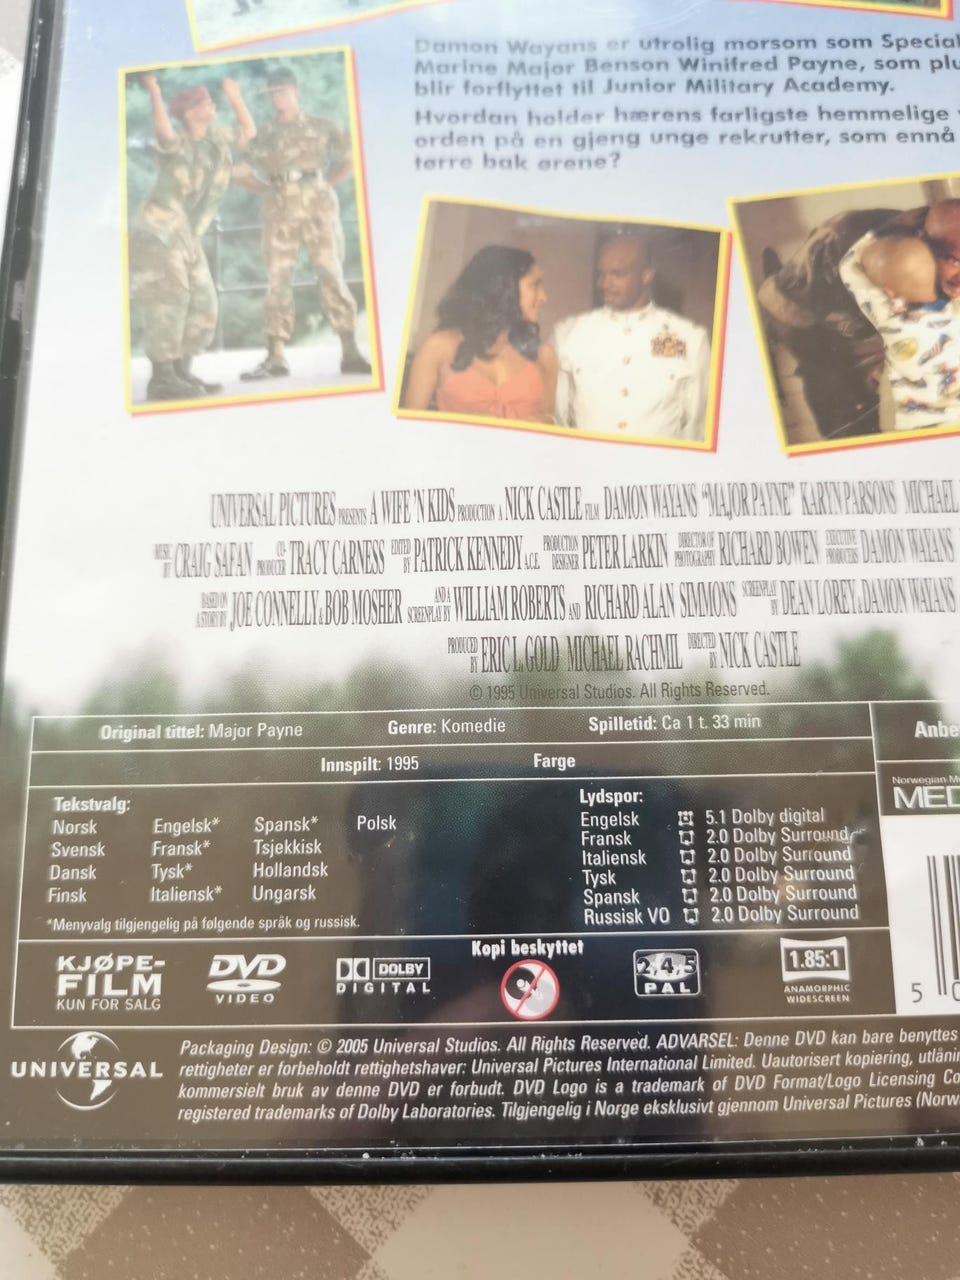 Damon Wayans er utrolig morsom som Special
Marine Major Benson Winifred Payne, som plu
blir forflyttet til Junior Military Academy.
Hvordan holder hærens farligste hemmelige
orden på en gjeng unge rekrutter, som ennå
tørre bak ørene?
UNIVERSAL PICTURES PRESENTS A WIFE 'N KIDS PRODUCTION A NICK CASTLE FILM DAMON WAYANS "MAJOR PAYNE" KARYN PARSONS MICHAEL
MUSIC BY CRAIG SAFAN CO-PRODUCER TRACY CARNESS EDITED BY PATRICK KENNEDY A.C.E. PRODUCTION DESIGNER PETER LARKIN DIRECTOR OF PHOTOGRAPHY RICHARD BOWEN EXECUTIVE PRODUCERS DAMON WAYANS
BASED ON A STORY BY JOE CONNELLY & BOB MOSHER AND A SCREENPLAY BY WILLIAM ROBERTS AND RICHARD ALAN SIMMONS SCREENPLAY BY DEAN LOREY & DAMON WAYANS
PRODUCED BY ERIC L. GOLD MICHAEL RACHMIL DIRECTED BY NICK CASTLE
© 1995 Universal Studios. All Rights Reserved.
Original tittel: Major Payne Genre: Komedie Spilletid: Ca 1 t. 33 min
Anbe
Innspilt: 1995 Farge
Norwegian M
MED
Tekstvalg:
Norsk Engelsk* Spansk* Polsk
Svensk Fransk* Tsjekkisk
Dansk Tysk* Hollandsk
Finsk Italiensk* Ungarsk
*Menyvalg tilgjengelig på følgende språk og russisk.
Lydspor:
Engelsk 5.1 Dolby digital
Fransk 2.0 Dolby Surround
Italiensk 2.0 Dolby Surround
Tysk 2.0 Dolby Surround
Spansk 2.0 Dolby Surround
Russisk VO 2.0 Dolby Surround
KJØPE-
FILM
KUN FOR SALG
DVD
VIDEO
DOLBY
DIGITAL
Kopi beskyttet
2,4,5
PAL
1.85:1
ANAMORPHIC
WIDESCREEN
5
UNIVERSAL
Packaging Design: © 2005 Universal Studios. All Rights Reserved. ADVARSEL: Denne DVD kan bare benyttes
rettigheter er forbeholdt rettighetshaver: Universal Pictures International Limited. Uautorisert kopiering, utlånin
kommersielt bruk av denne DVD er forbudt. DVD Logo is a trademark of DVD Format/Logo Licensing Co
registered trademarks of Dolby Laboratories. Tilgjengelig i Norge eksklusivt gjennom Universal Pictures (Norw